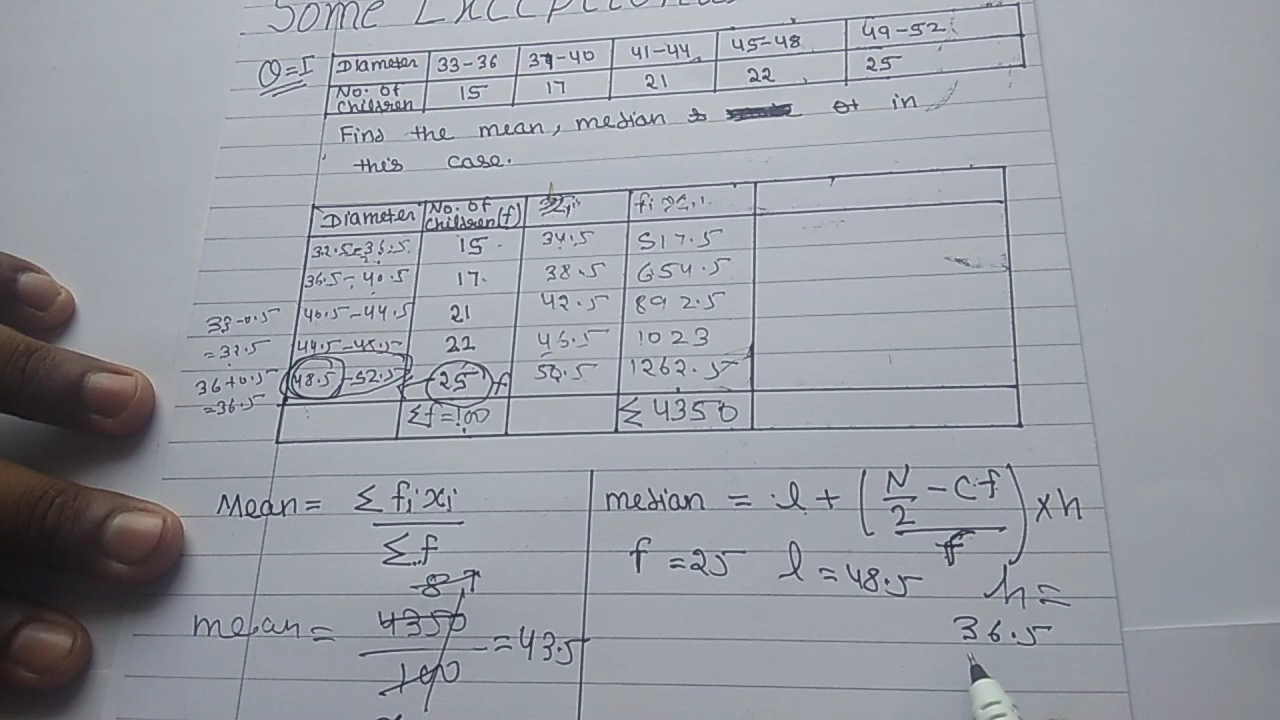 Some Exceptional
Q=I Diameter 33-36 37-40 41-44 45-48 49-52
No. of Children 15 17 21 22 25
Find the mean, median of in
this case.
Diameter No. of Children (f) xi fixi
32.5-36.5 15 34.5 517.5
36.5-40.5 17 38.5 654.5
40.5-44.5 21 42.5 892.5
44.5-48.5 22 46.5 1023
48.5-52.5 25 f 50.5 1262.5
Σf=100 Σ4350
33-0.5
=32.5
36+0.5
=36.5
Mean = Σfixi / Σf
87
mean = 4350 / 100 = 43.5
median = l + (N/2 - Cf / f) x h
f = 25 l = 48.5 h =
36.5